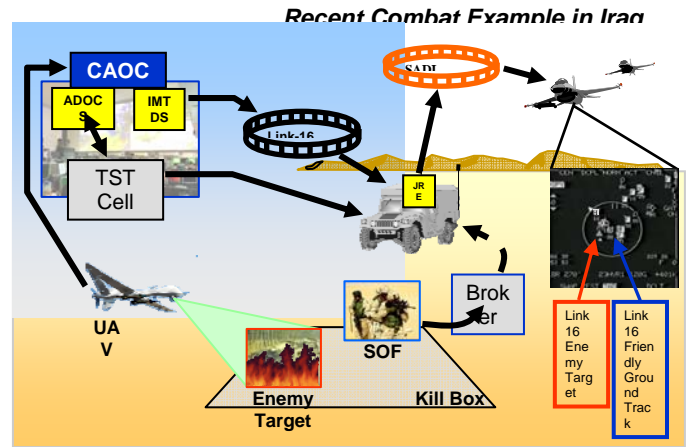 Recent Combat Example in Iraq
CAOC
ADOC
S
IMT
DS
Link-16
SADL
JR
E
TST
Cell
UA
V
SOF
Brok
er
Enemy
Target
Kill Box
Link
16
Ene
my
Targ
et
Link
16
Frien
dly
Grou
nd
Trac
k